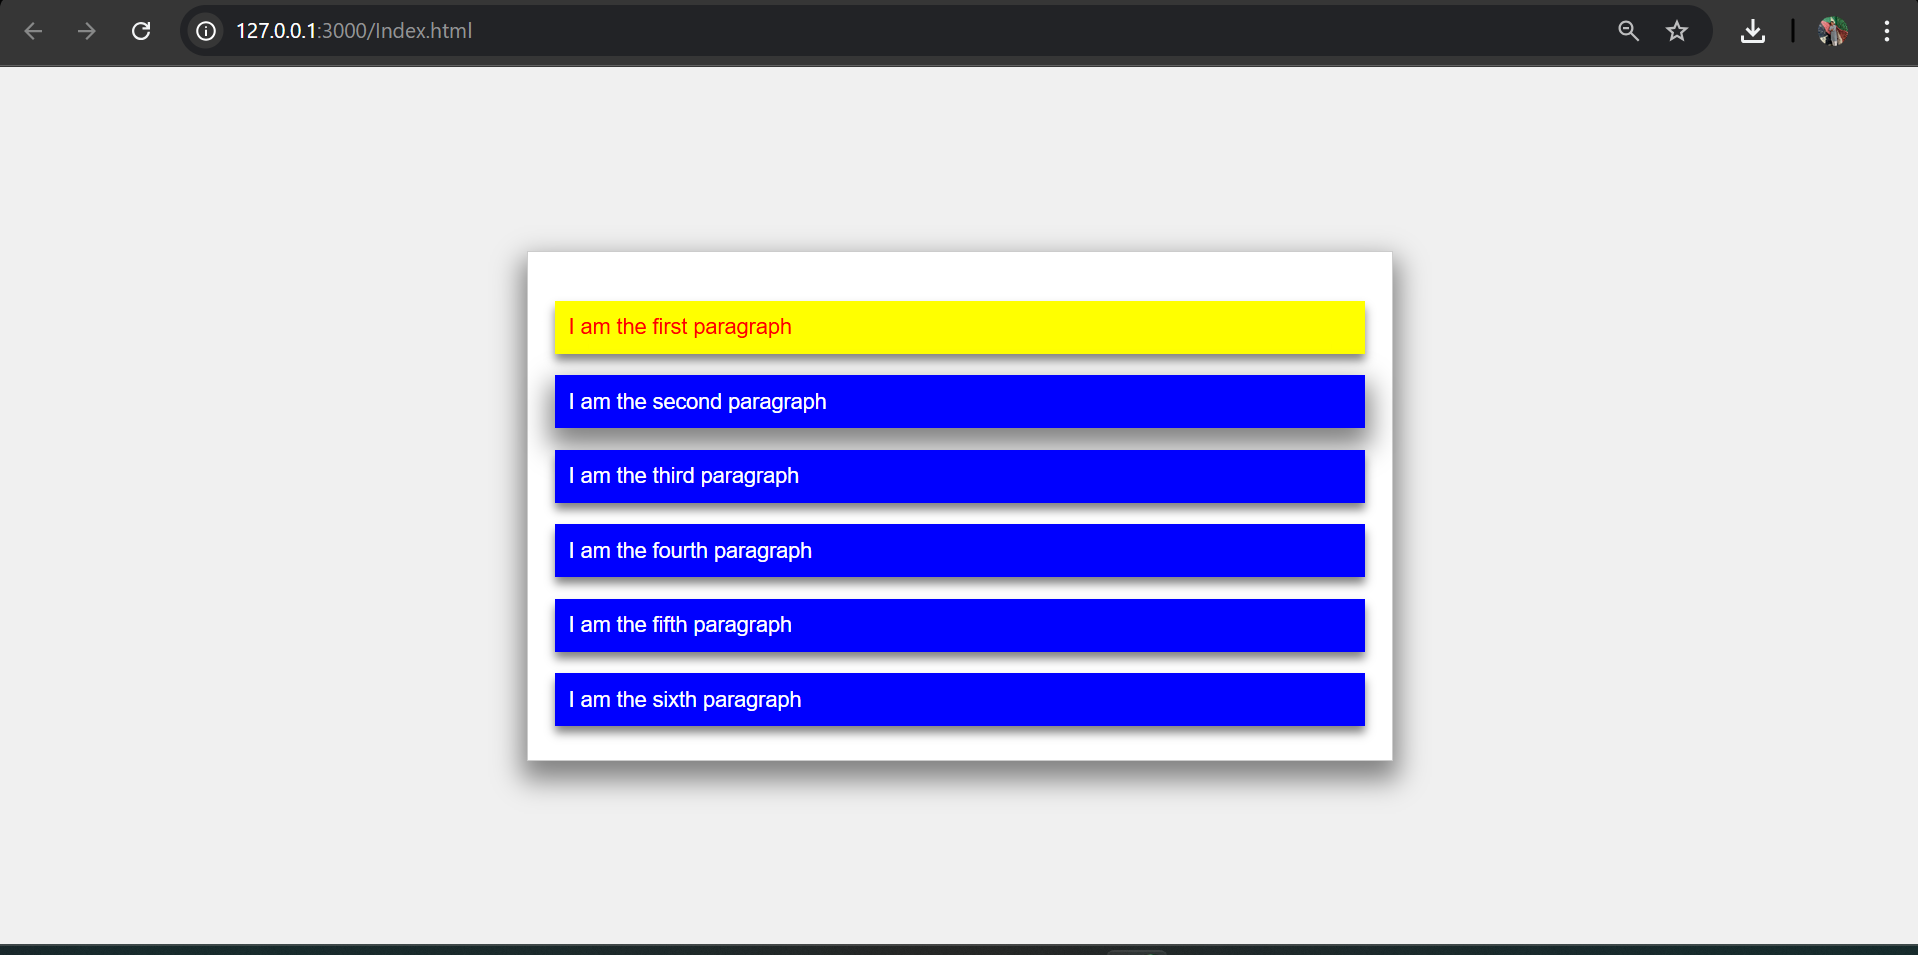 127.0.0.1:3000/Index.html
I am the first paragraph
I am the second paragraph
I am the third paragraph
I am the fourth paragraph
I am the fifth paragraph
I am the sixth paragraph